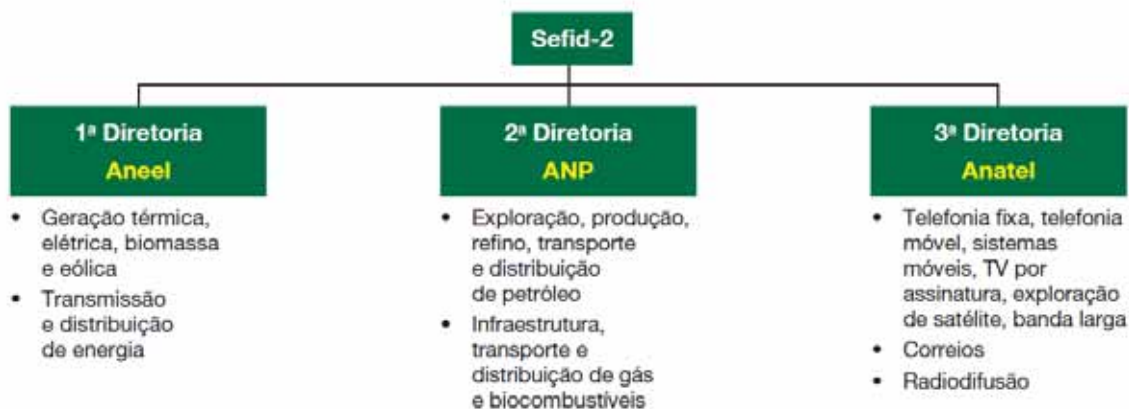 Sefid-2
1ª Diretoria
Aneel
• Geração térmica,
elétrica, biomassa
e eólica
• Transmissão
e distribuição
de energia
2ª Diretoria
ANP
• Exploração, produção,
refino, transporte
e distribuição
de petróleo
• Infraestrutura,
transporte e
distribuição de gás
e biocombustíveis
3ª Diretoria
Anatel
• Telefonia fixa, telefonia
móvel, sistemas
móveis, TV por
assinatura, exploração
de satélite, banda larga
• Correios
• Radiodifusão